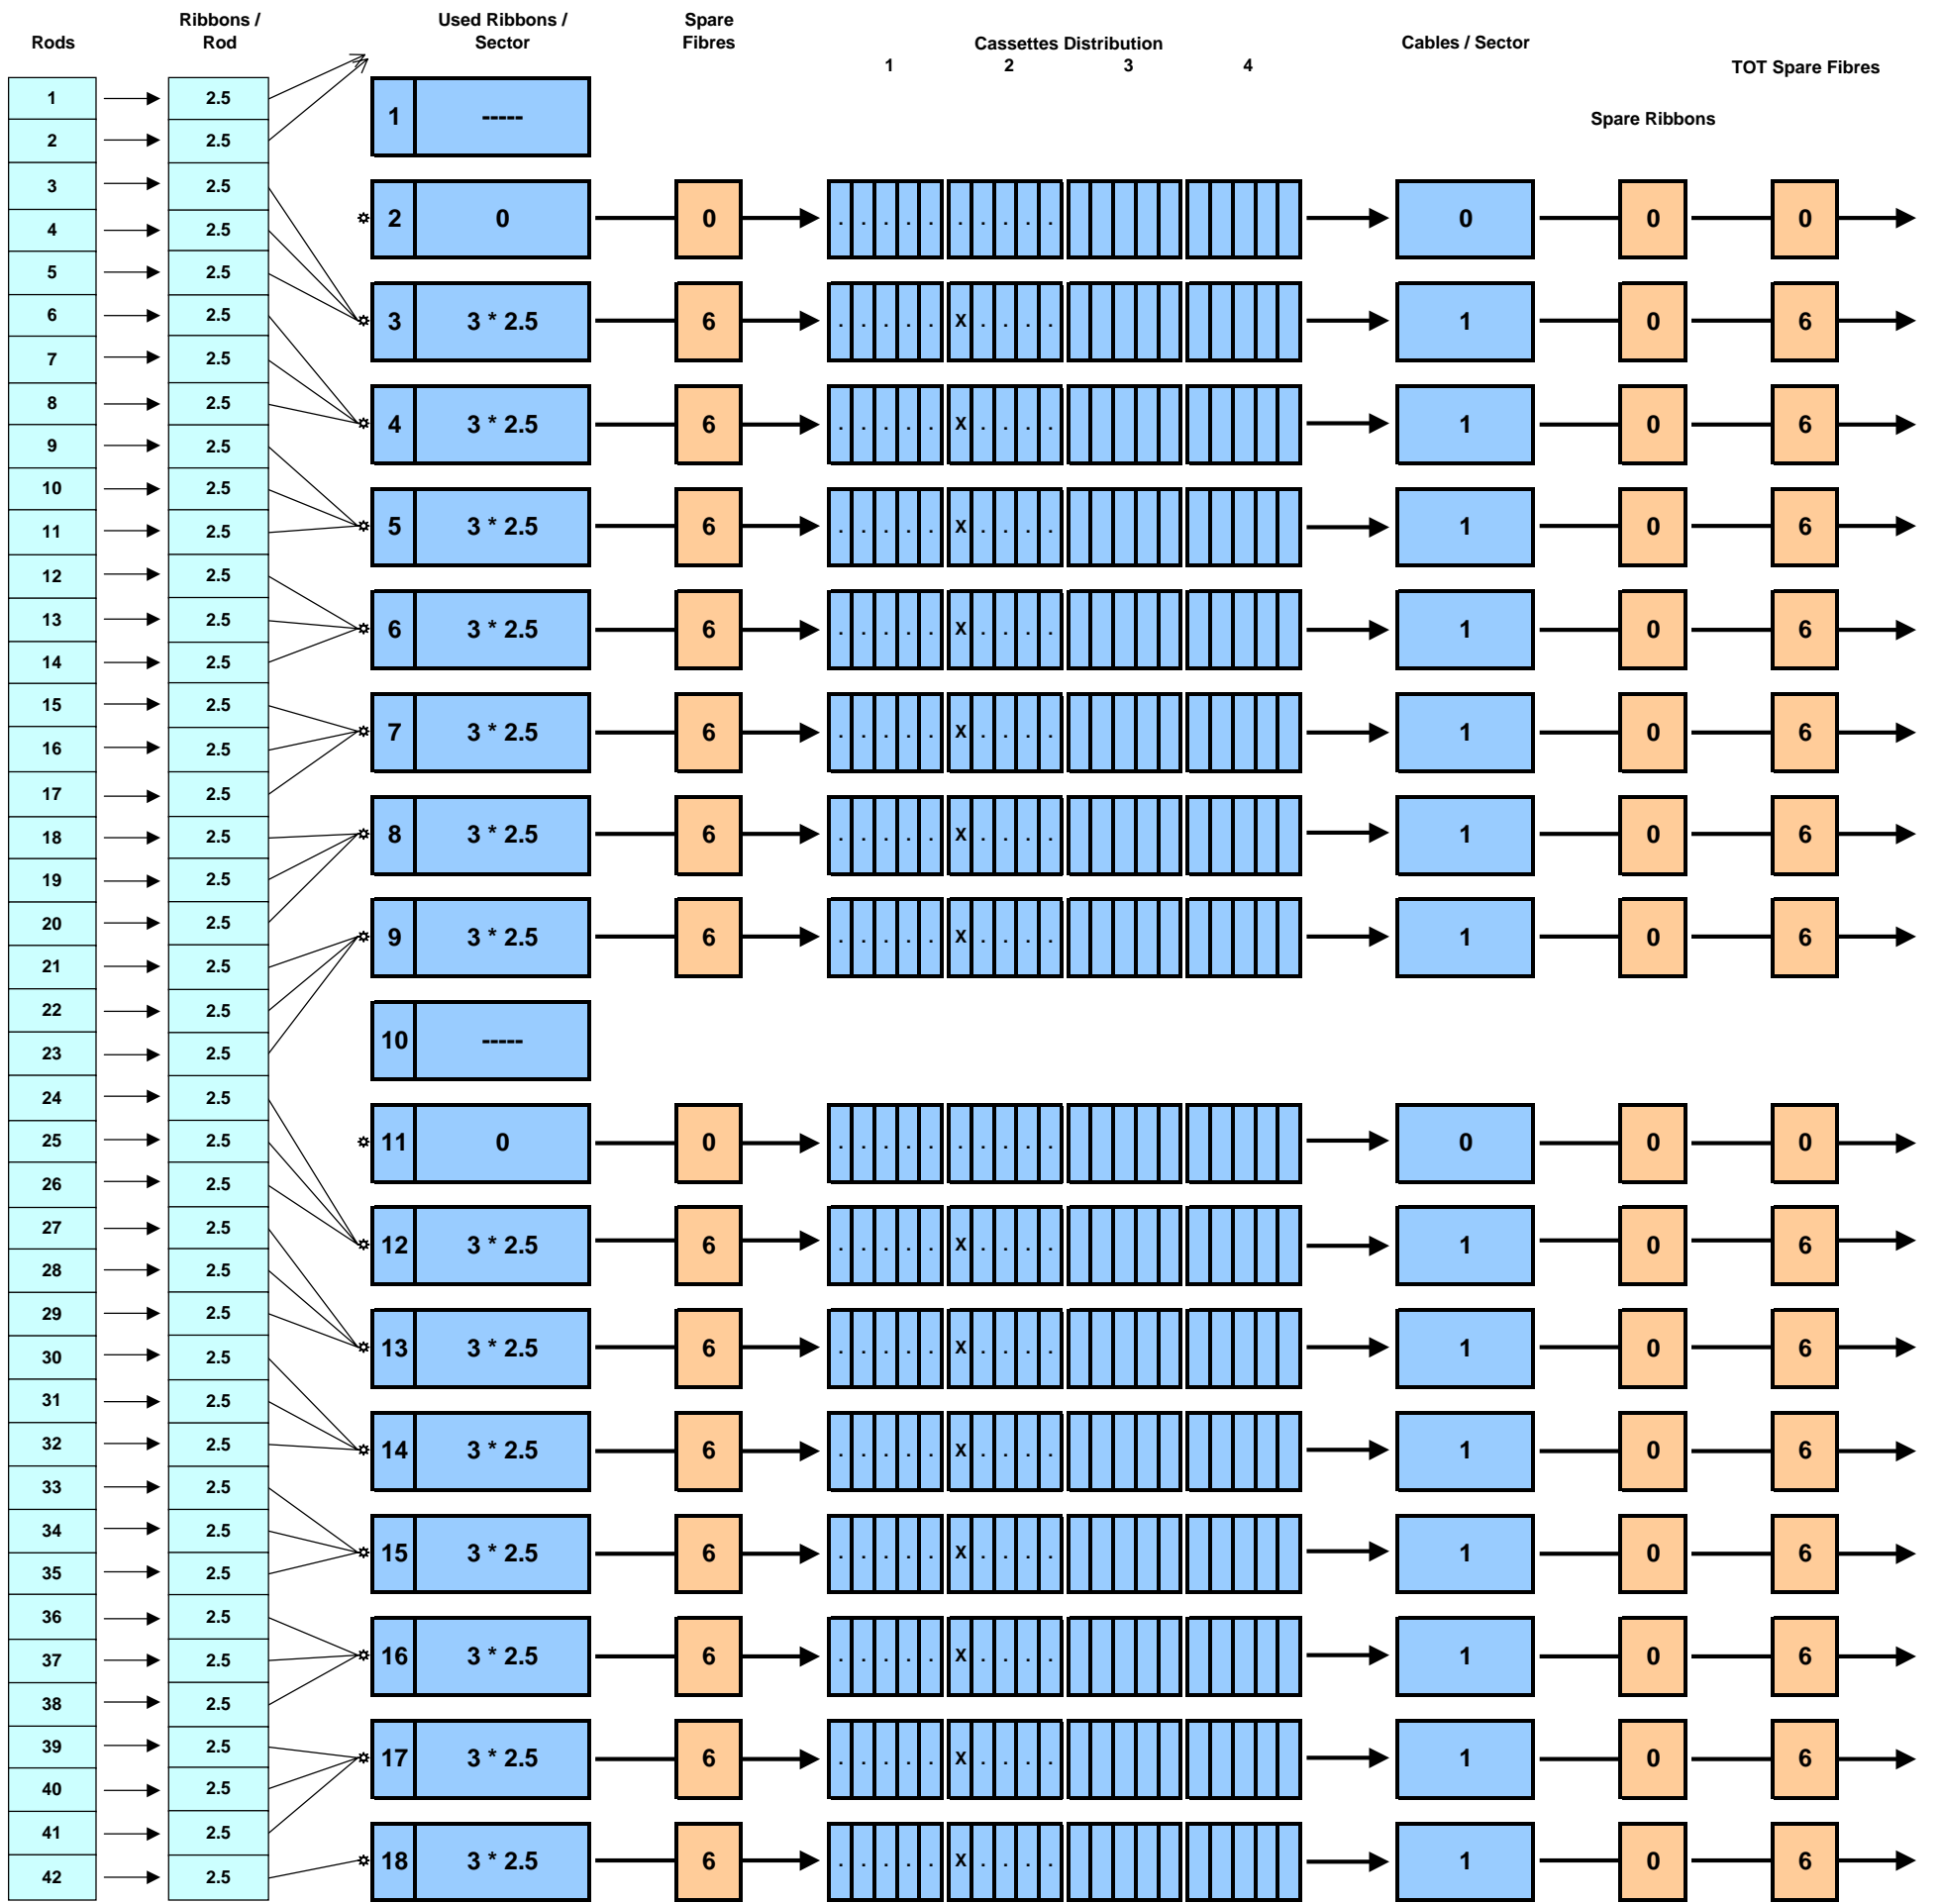 Ribbons / Used Ribbons / Spare
Rods Rod Sector Fibres Cassettes Distribution Cables / Sector
1 2 3 4 TOT Spare Fibres
Spare Ribbons
1 2.5 1 -----
2 2.5
3 2.5 2 0 0 . . . . . . . . . . 0 0 0
4 2.5
5 2.5
6 2.5 3 3 * 2.5 6 . . . . . X . . . . 1 0 6
7 2.5
8 2.5 4 3 * 2.5 6 . . . . . X . . . . 1 0 6
9 2.5
10 2.5
11 2.5 5 3 * 2.5 6 . . . . . X . . . . 1 0 6
12 2.5
13 2.5 6 3 * 2.5 6 . . . . . X . . . . 1 0 6
14 2.5
15 2.5
16 2.5 7 3 * 2.5 6 . . . . . X . . . . 1 0 6
17 2.5
18 2.5 8 3 * 2.5 6 . . . . . X . . . . 1 0 6
19 2.5
20 2.5 9 3 * 2.5 6 . . . . . X . . . . 1 0 6
21 2.5
22 2.5
23 2.5 10 -----
24 2.5
25 2.5 11 0 0 . . . . . . . . . . 0 0 0
26 2.5
27 2.5 12 3 * 2.5 6 . . . . . X . . . . 1 0 6
28 2.5
29 2.5
30 2.5 13 3 * 2.5 6 . . . . . X . . . . 1 0 6
31 2.5
32 2.5 14 3 * 2.5 6 . . . . . X . . . . 1 0 6
33 2.5
34 2.5
35 2.5 15 3 * 2.5 6 . . . . . X . . . . 1 0 6
36 2.5
37 2.5 16 3 * 2.5 6 . . . . . X . . . . 1 0 6
38 2.5
39 2.5 17 3 * 2.5 6 . . . . . X . . . . 1 0 6
40 2.5
41 2.5
42 2.5 18 3 * 2.5 6 . . . . . X . . . . 1 0 6